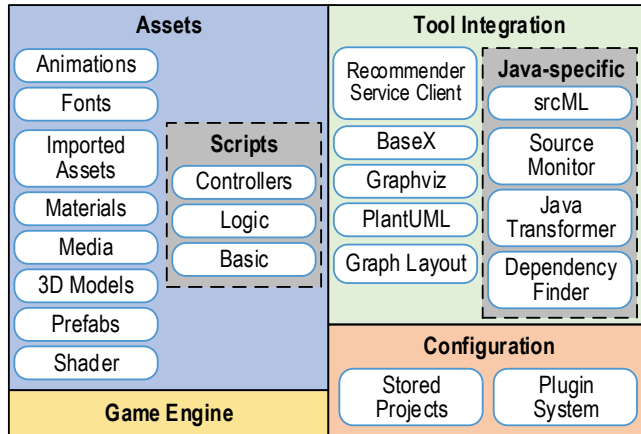 Assets
Animations
Fonts
Imported
Assets
Materials
Media
3D Models
Prefabs
Shader
Scripts
Controllers
Logic
Basic
Game Engine
Tool Integration
Recommender
Service Client
BaseX
Graphviz
PlantUML
Graph Layout
Java-specific
srcML
Source
Monitor
Java
Transformer
Dependency
Finder
Configuration
Stored
Projects
Plugin
System